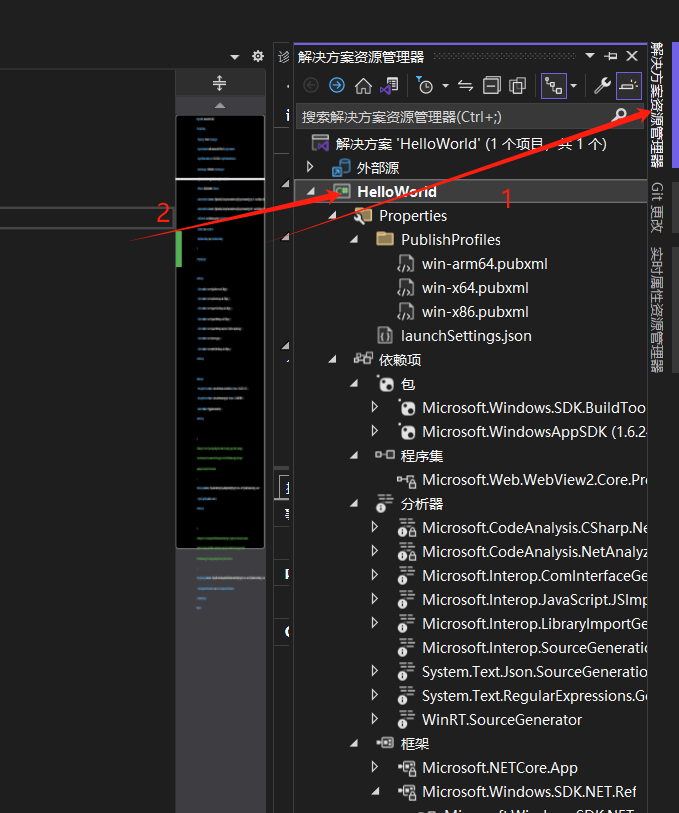 解决方案资源管理器
搜索解决方案资源管理器(Ctrl+;)
解决方案 'HelloWorld' (1 个项目，共 1 个)
外部源
HelloWorld
Properties
PublishProfiles
win-arm64.pubxml
win-x64.pubxml
win-x86.pubxml
launchSettings.json
依赖项
包
Microsoft.Windows.SDK.BuildToo
Microsoft.WindowsAppSDK (1.6.24
程序集
Microsoft.Web.WebView2.Core.Pro
分析器
Microsoft.CodeAnalysis.CSharp.Ne
Microsoft.CodeAnalysis.NetAnalyz
Microsoft.Interop.ComInterfaceGe
Microsoft.Interop.JavaScript.JSImp
Microsoft.Interop.LibraryImportGe
Microsoft.Interop.SourceGeneratio
System.Text.Json.SourceGeneratio
System.Text.RegularExpressions.Ge
WinRT.SourceGenerator
框架
Microsoft.NETCore.App
Microsoft.Windows.SDK.NET.Ref
Microsoft.Windows.SDK.NET
1
2
解决方案资源管理器
Git 更改
实时属性资源管理器